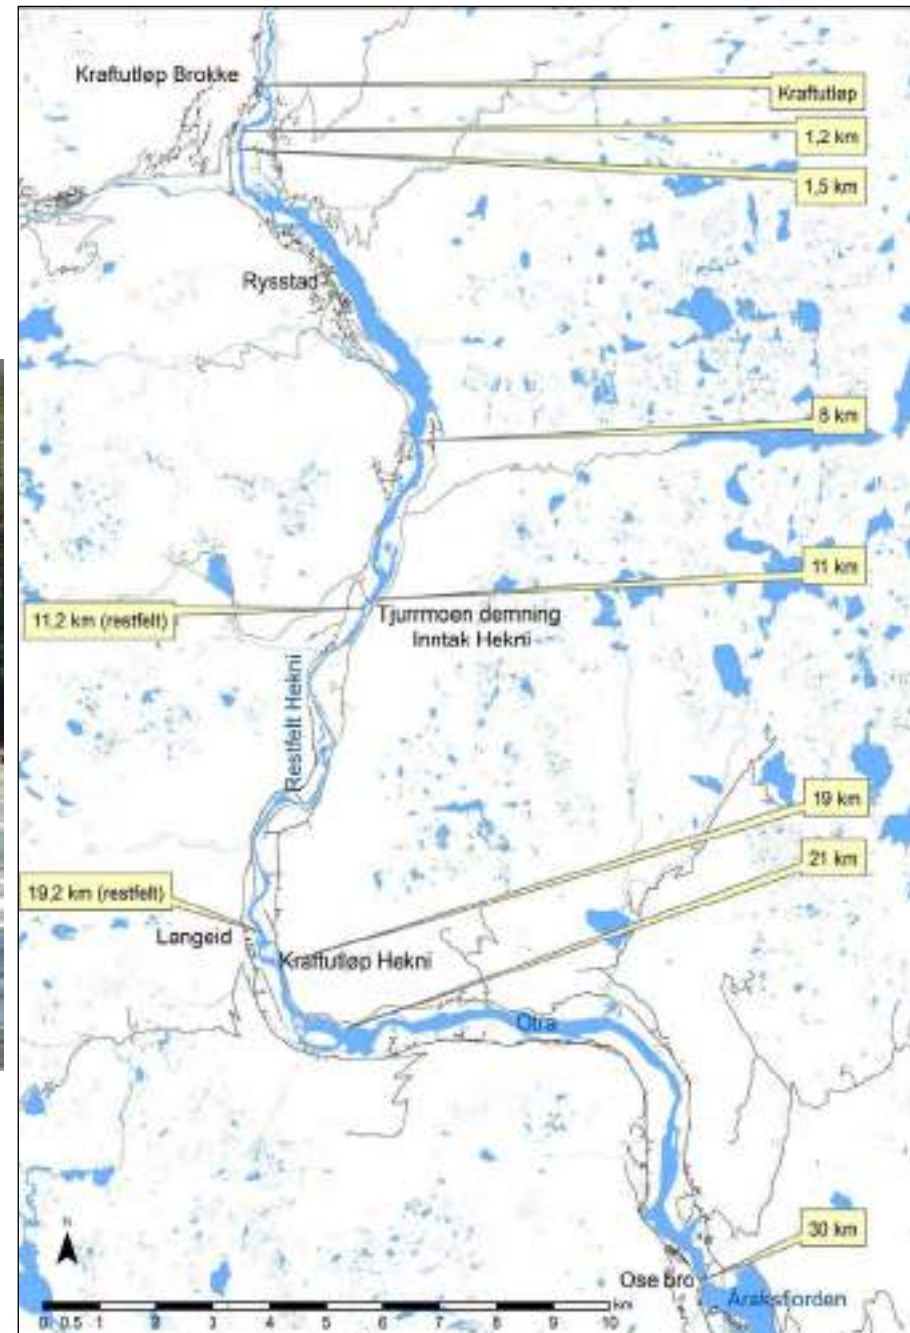 Kraftutløp Brokke
Kraftutløp
1,2 km
1,5 km
Rysstad
8 km
11 km
11,2 km (restfelt)
Tjurrmoen demning
Inntak Hekni
Restfelt Hekni
19 km
21 km
19,2 km (restfelt)
Langeid
Kraftutløp Hekni
Otra
30 km
Ose bro
Åraksfjorden
N
0 0.5 1 2 3 4 5 6 7 8 9 10 km